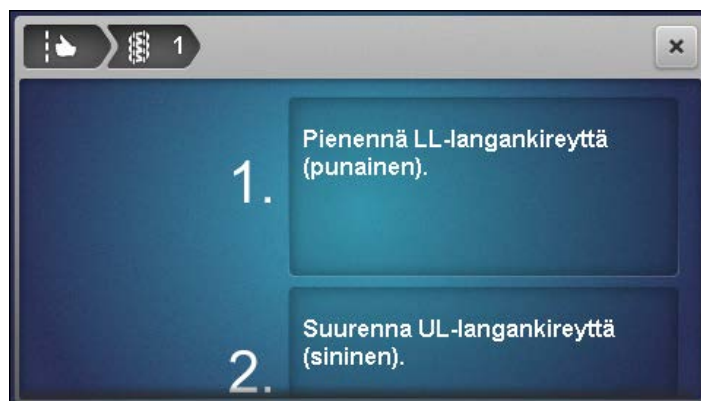 1
1.
Pienennä LL-langankireyttä
(punainen).
2.
Suurenna UL-langankireyttä
(sininen).